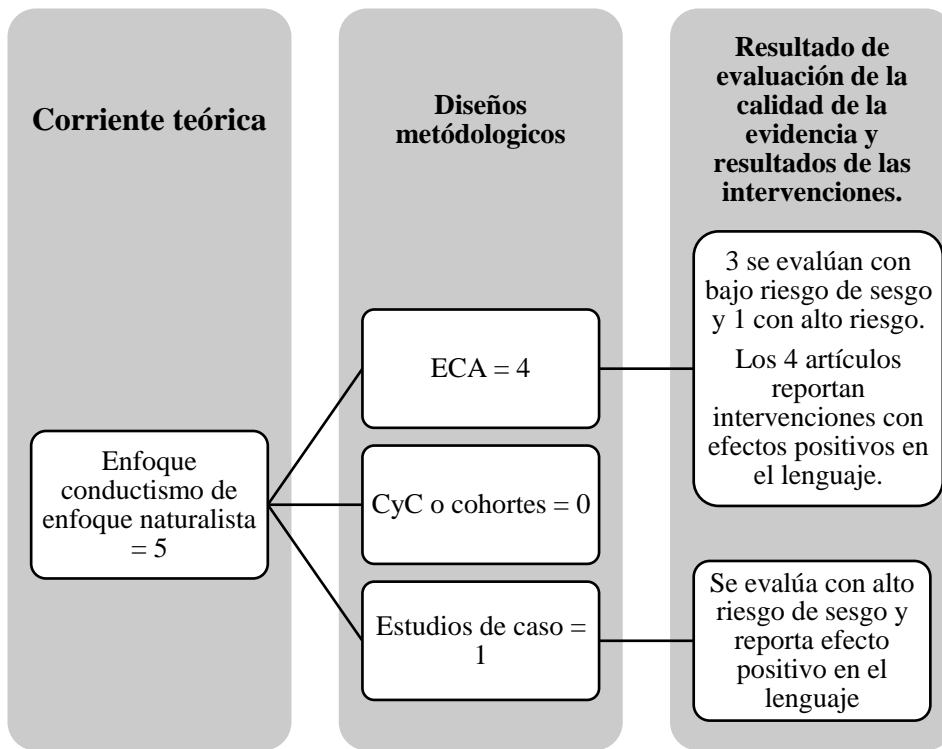 Corriente teórica
Enfoque
conductismo de
enfoque naturalista
= 5
Diseños
metódologicos
ECA = 4
CyC o cohortes = 0
Estudios de caso =
1
Resultado de
evaluación de la
calidad de la
evidencia y
resultados de las
intervenciones.
3 se evalúan con
bajo riesgo de sesgo
y 1 con alto riesgo.
Los 4 artículos
reportan
intervenciones con
efectos positivos en
el lenguaje.
Se evalúa con alto
riesgo de sesgo y
reporta efecto
positivo en el
lenguaje